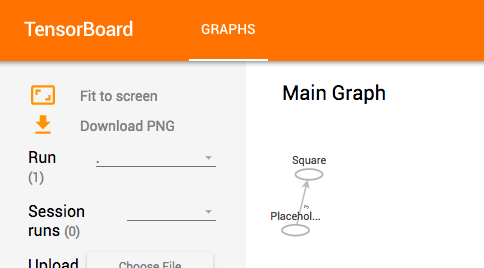 TensorBoard
GRAPHS
Fit to screen
Download PNG
Run
(1)
.
Session
runs (0)
Upload
Choose File
Main Graph
Square
3
Placehol...